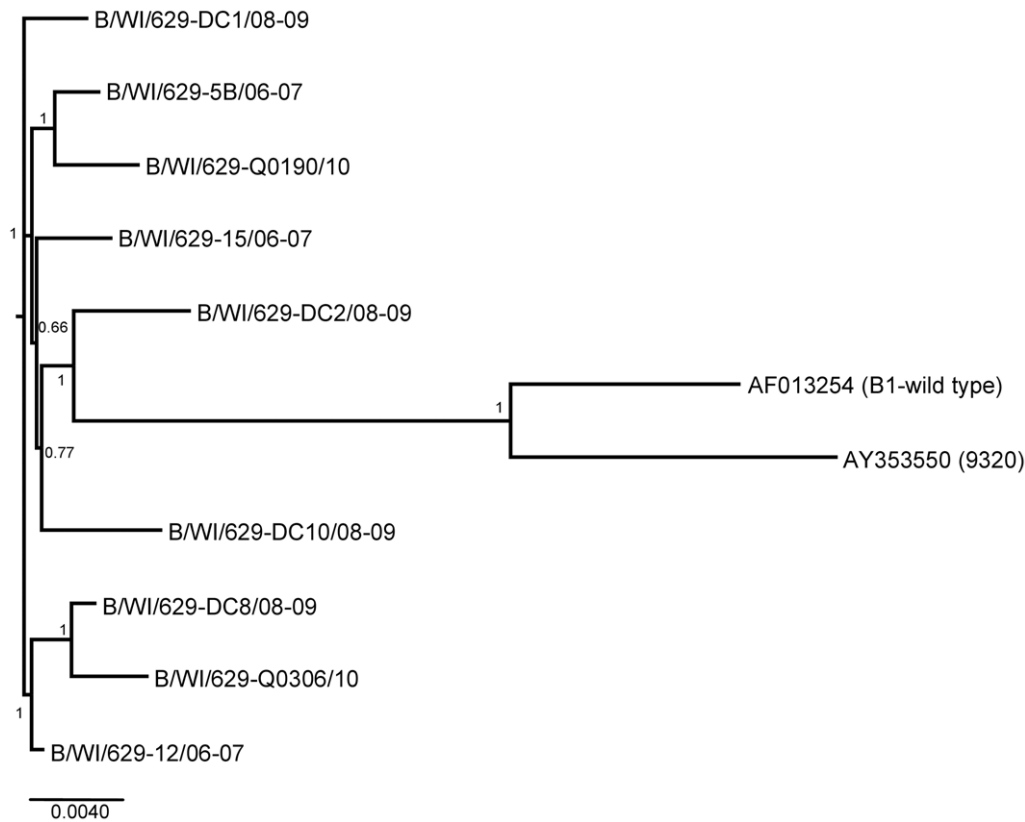 B/WI/629-DC1/08-09
B/WI/629-5B/06-07
1
B/WI/629-Q0190/10
1
B/WI/629-15/06-07
B/WI/629-DC2/08-09
0.66
1
AF013254 (B1-wild type)
1
0.77
AY353550 (9320)
B/WI/629-DC10/08-09
B/WI/629-DC8/08-09
1
B/WI/629-Q0306/10
1
B/WI/629-12/06-07
0.0040